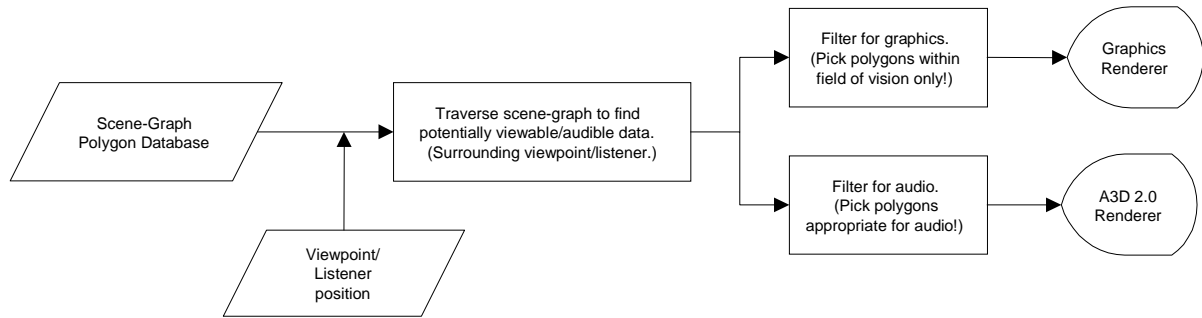 Scene-Graph
Polygon Database
Viewpoint/
Listener
position
Traverse scene-graph to find
potentially viewable/audible data.
(Surrounding viewpoint/listener.)
Filter for graphics.
(Pick polygons within
field of vision only!)
Graphics
Renderer
Filter for audio.
(Pick polygons
appropriate for audio!)
A3D 2.0
Renderer